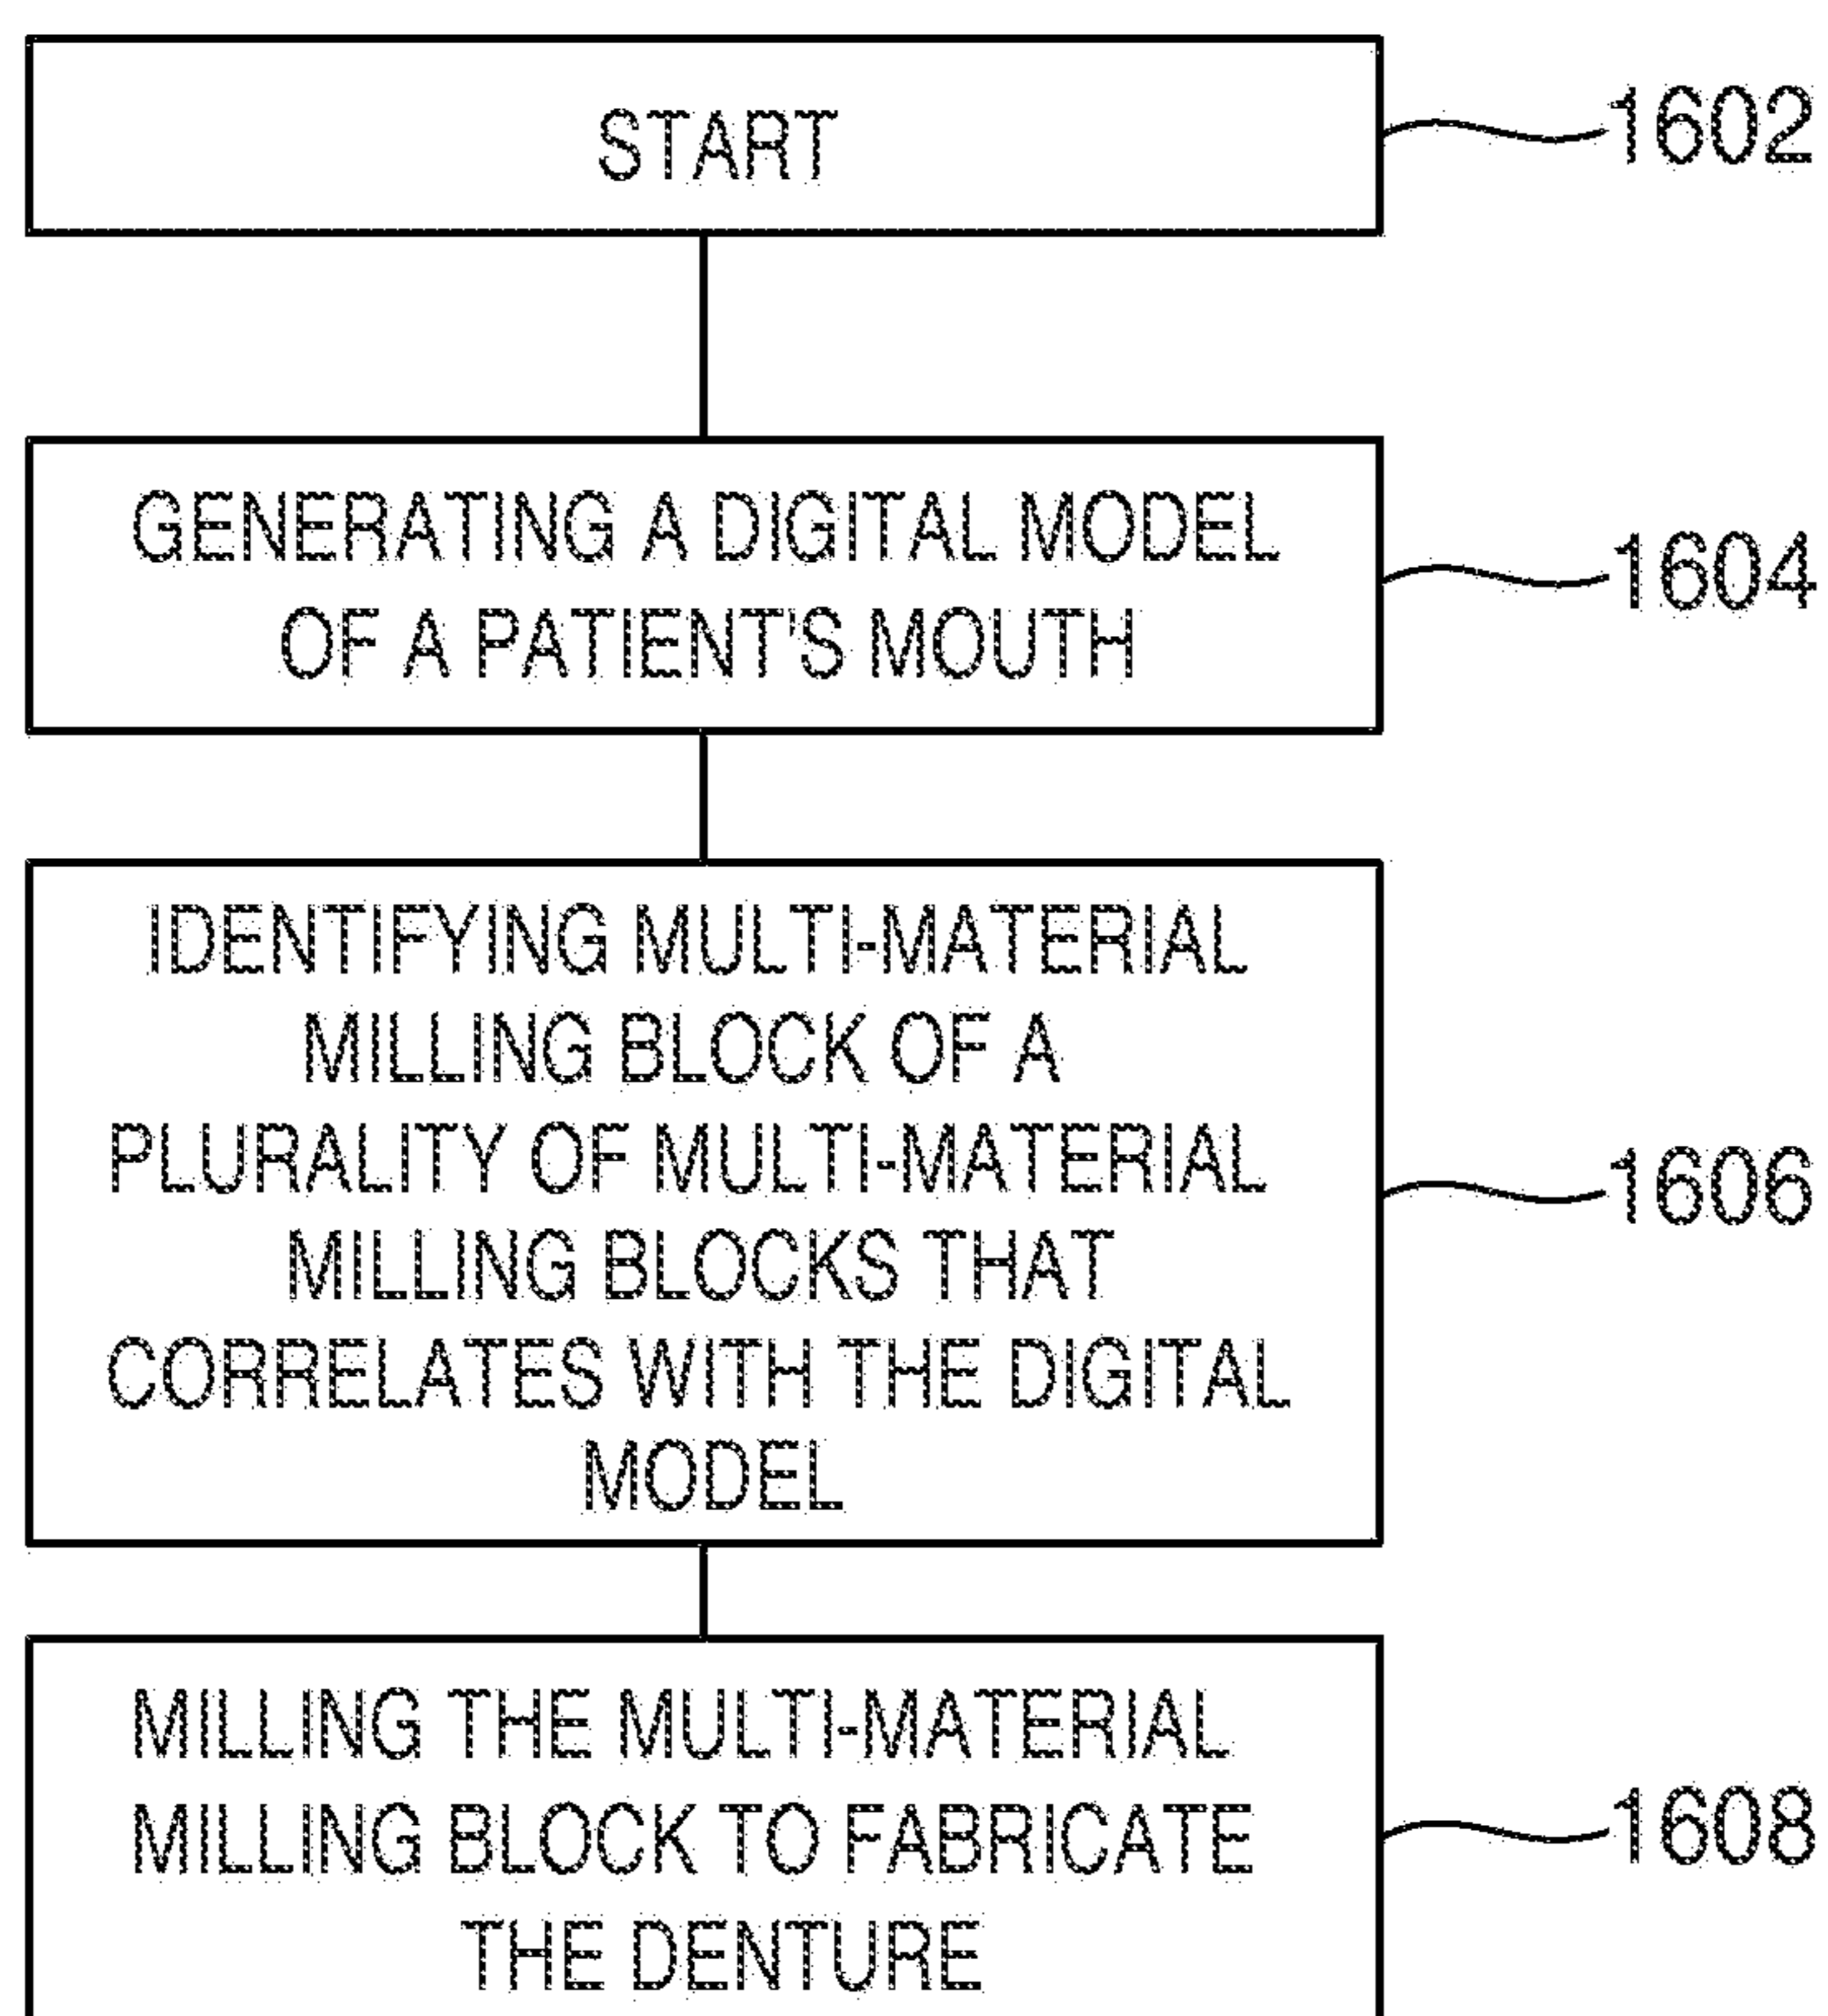 START
1602
GENERATING A DIGITAL MODEL
OF A PATIENT'S MOUTH
1604
IDENTIFYING MULTI-MATERIAL
MILLING BLOCK OF A
PLURALITY OF MULTI-MATERIAL
MILLING BLOCKS THAT
CORRELATES WITH THE DIGITAL
MODEL
1606
MILLING THE MULTI-MATERIAL
MILLING BLOCK TO FABRICATE
THE DENTURE
1608